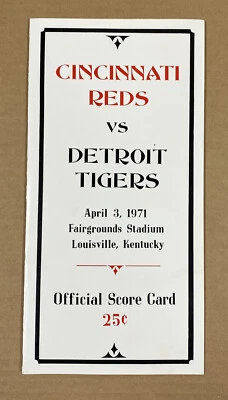 CINCINNATI
REDS
VS
DETROIT
TIGERS
April 3, 1971
Fairgrounds Stadium
Louisville, Kentucky
Official Score Card
25¢